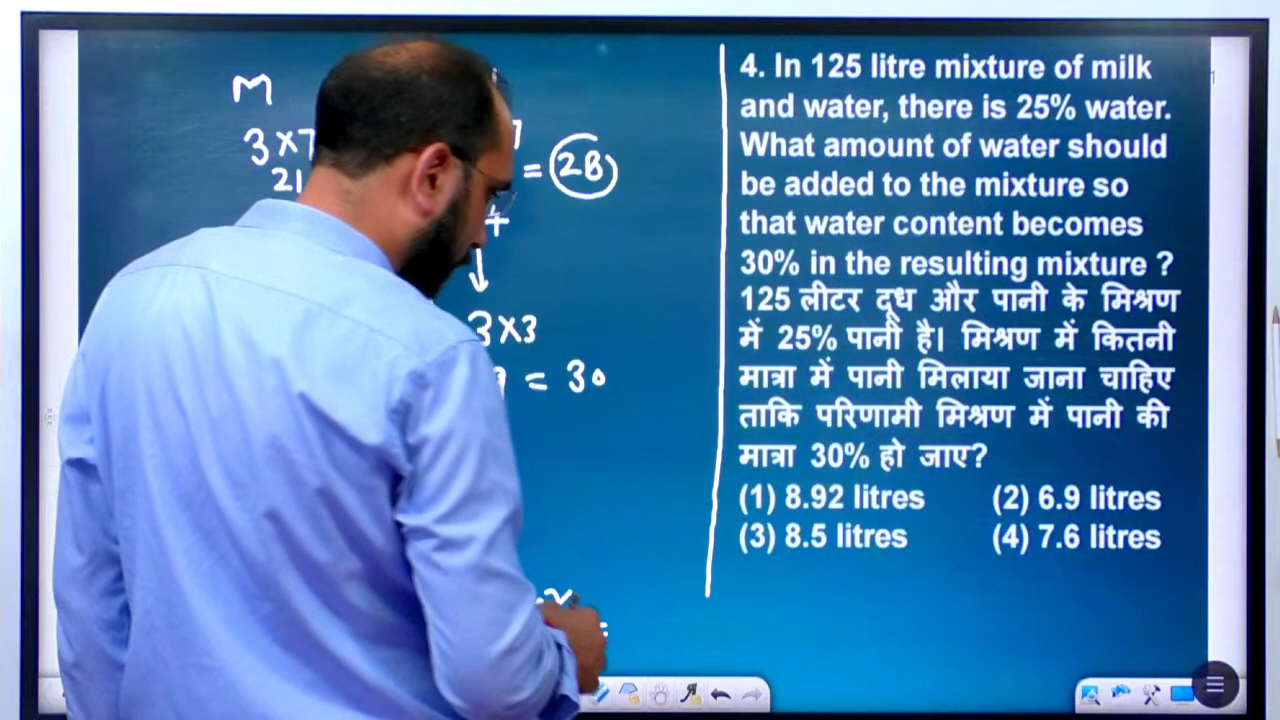 M
3×7
21
7
= 28
4
↓
3×3
9 = 30
4. In 125 litre mixture of milk
and water, there is 25% water.
What amount of water should
be added to the mixture so
that water content becomes
30% in the resulting mixture ?
125 लीटर दूध और पानी के मिश्रण
में 25% पानी है। मिश्रण में कितनी
मात्रा में पानी मिलाया जाना चाहिए
ताकि परिणामी मिश्रण में पानी की
मात्रा 30% हो जाए?
(1) 8.92 litres (2) 6.9 litres
(3) 8.5 litres (4) 7.6 litres